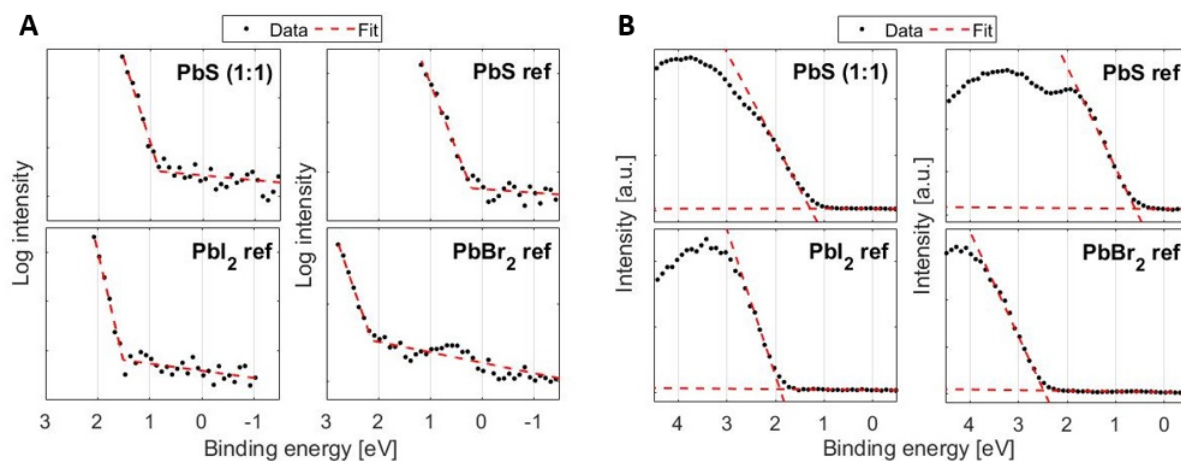 A
Data Fit
PbS (1:1)
PbS ref
PbI2 ref
PbBr2 ref
Log intensity
Log intensity
3 2 1 0 -1
2 1 0 -1
Binding energy [eV]
B
Data Fit
PbS (1:1)
PbS ref
PbI2 ref
PbBr2 ref
Intensity [a.u.]
Intensity [a.u.]
4 3 2 1 0
4 3 2 1 0
Binding energy [eV]